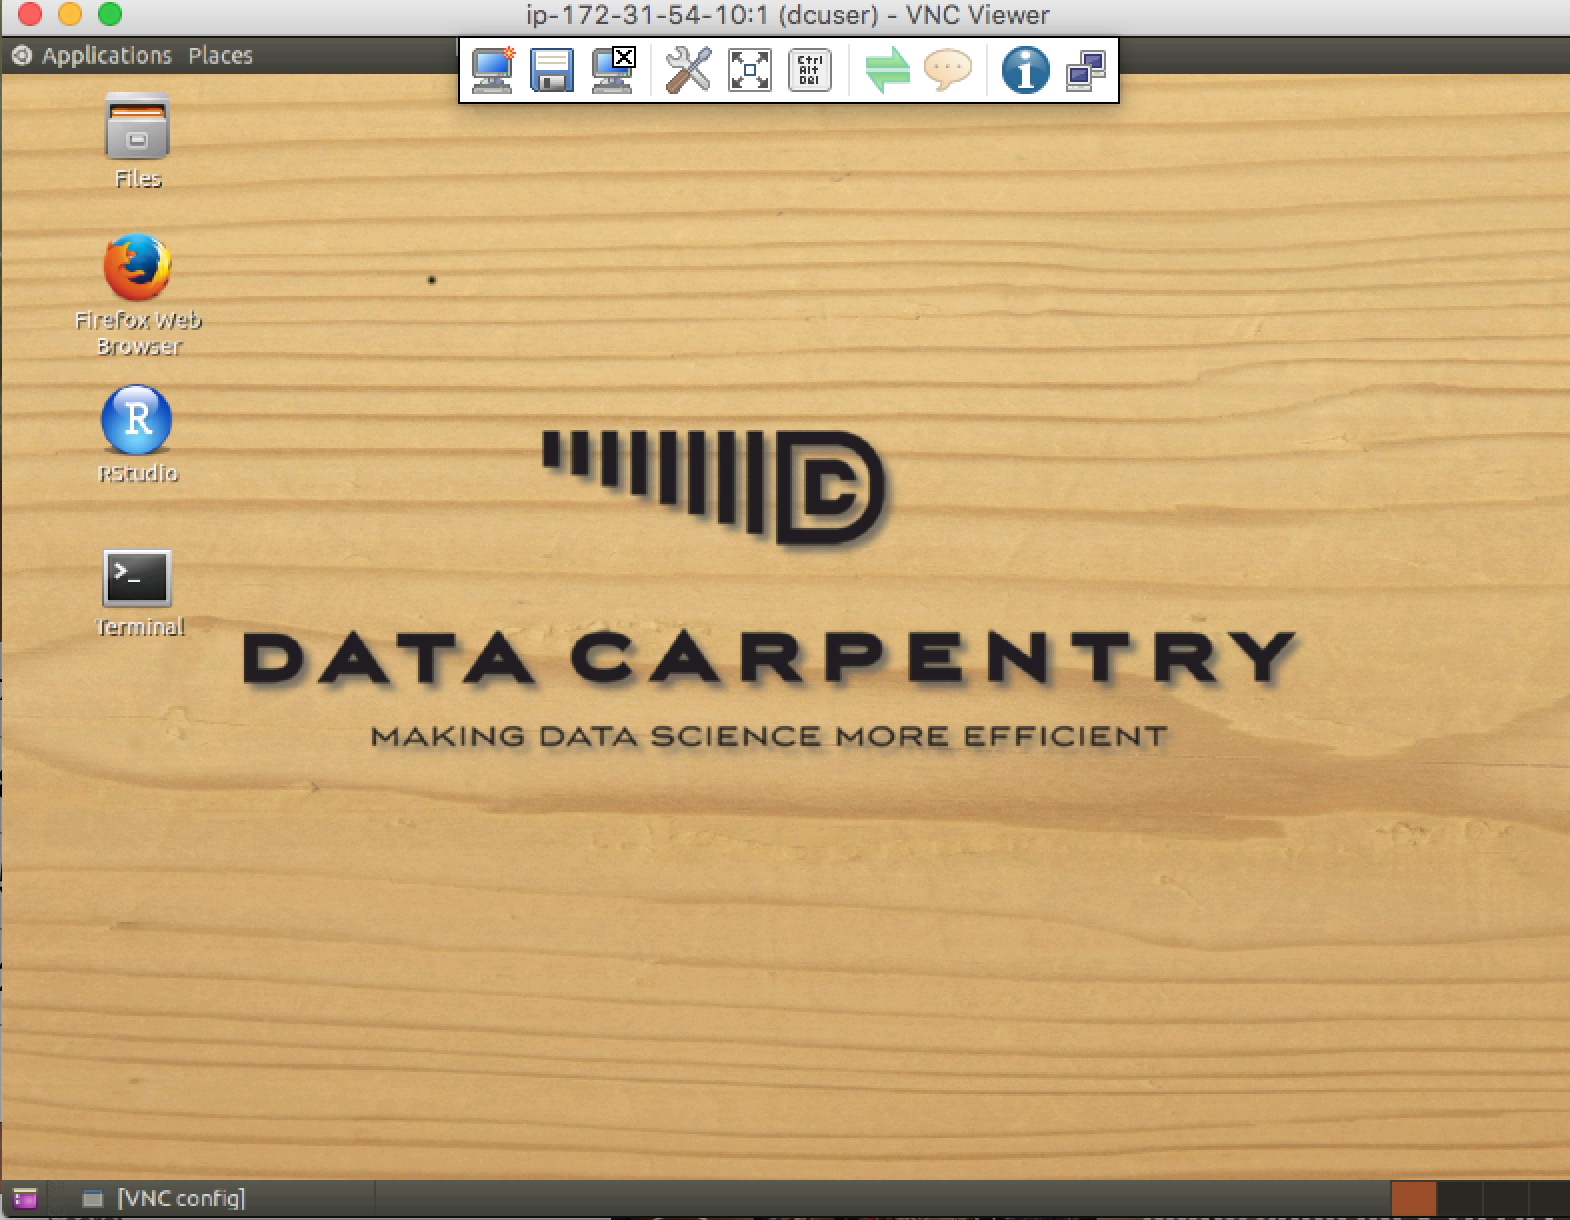 ip-172-31-54-10:1 (dcuser) - VNC Viewer
Applications Places
Ctrl
Alt
Del
Files
Firefox Web
Browser
R
RStudio
>_
Terminal
DC
DATA CARPENTRY
MAKING DATA SCIENCE MORE EFFICIENT
[VNC config]